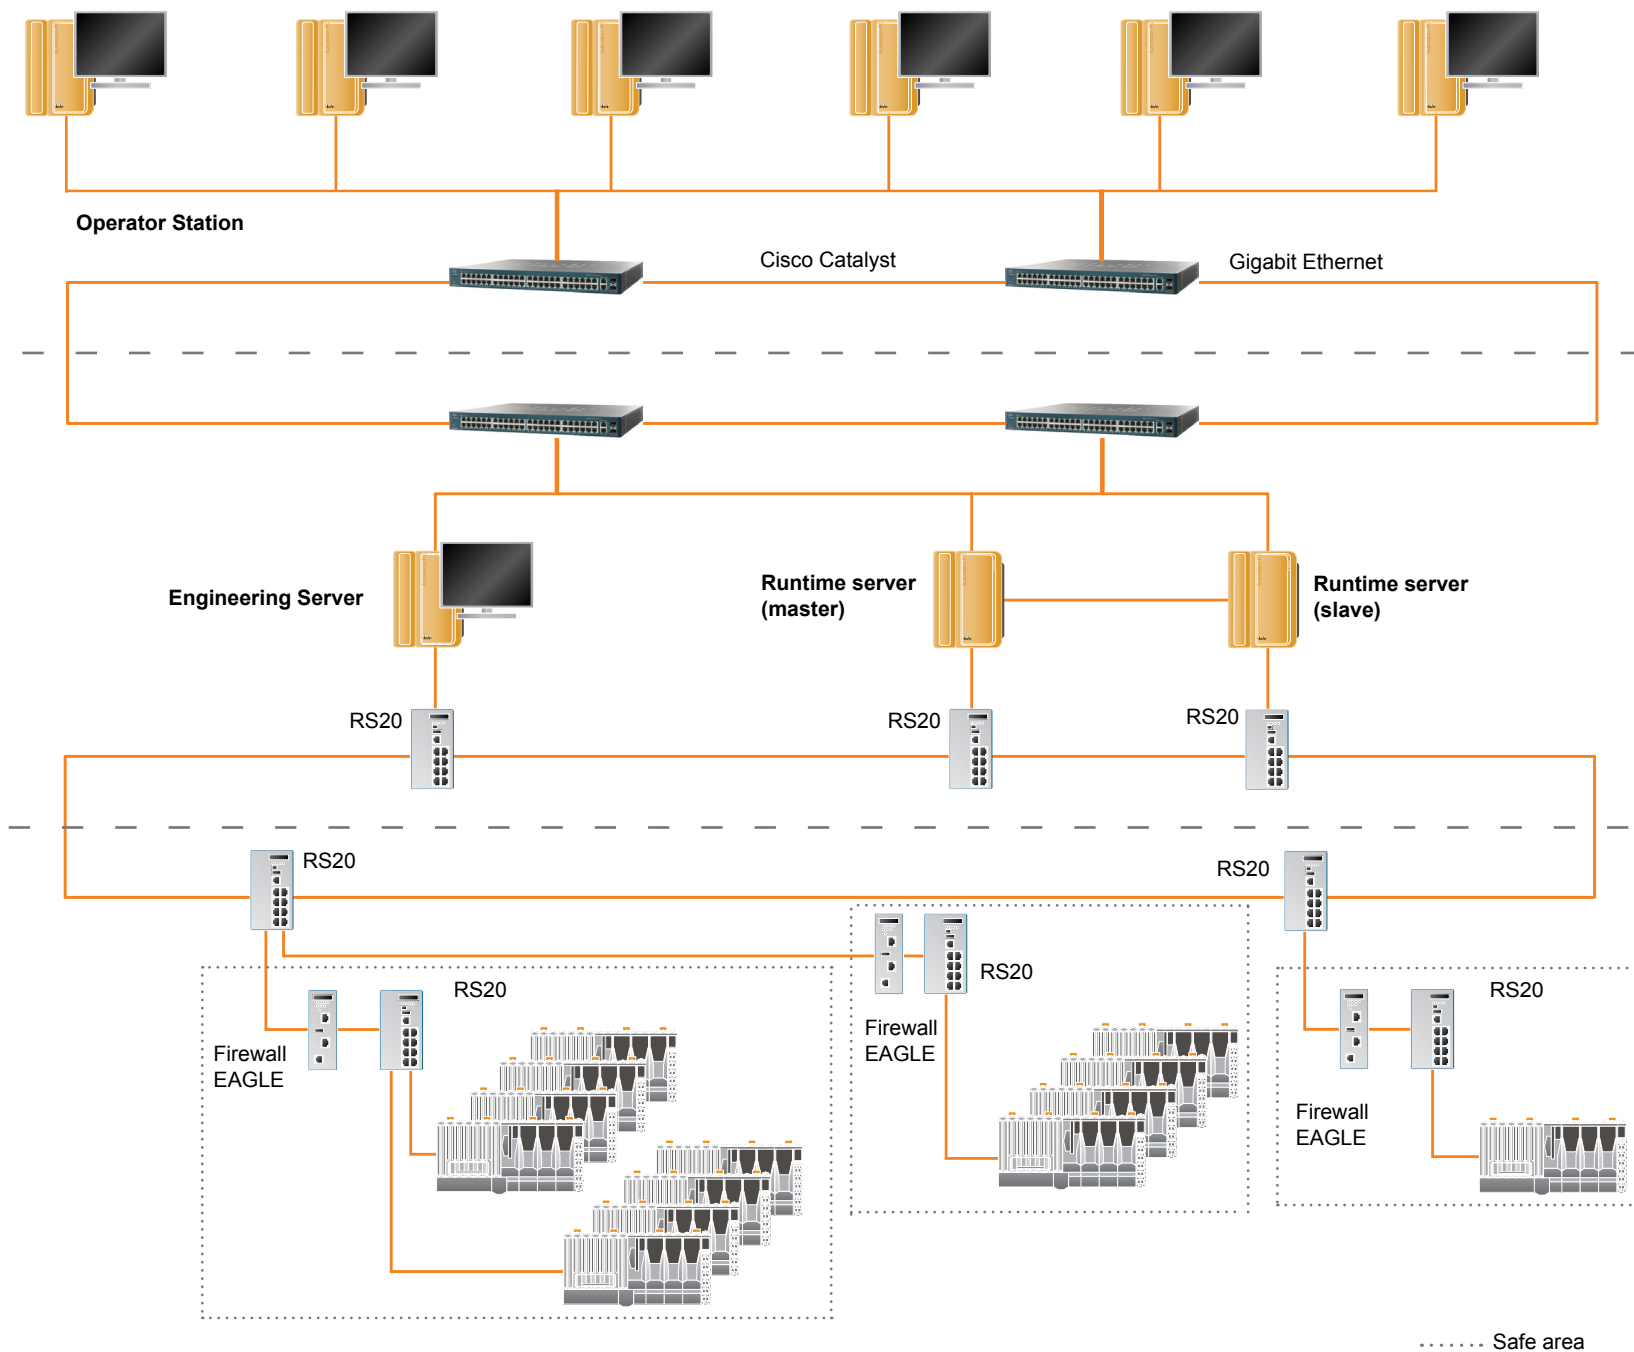 Operator Station
Cisco Catalyst
Gigabit Ethernet
Engineering Server
Runtime server
(master)
Runtime server
(slave)
RS20
RS20
RS20
RS20
RS20
RS20
Firewall
EAGLE
RS20
Firewall
EAGLE
RS20
Firewall
EAGLE
Safe area